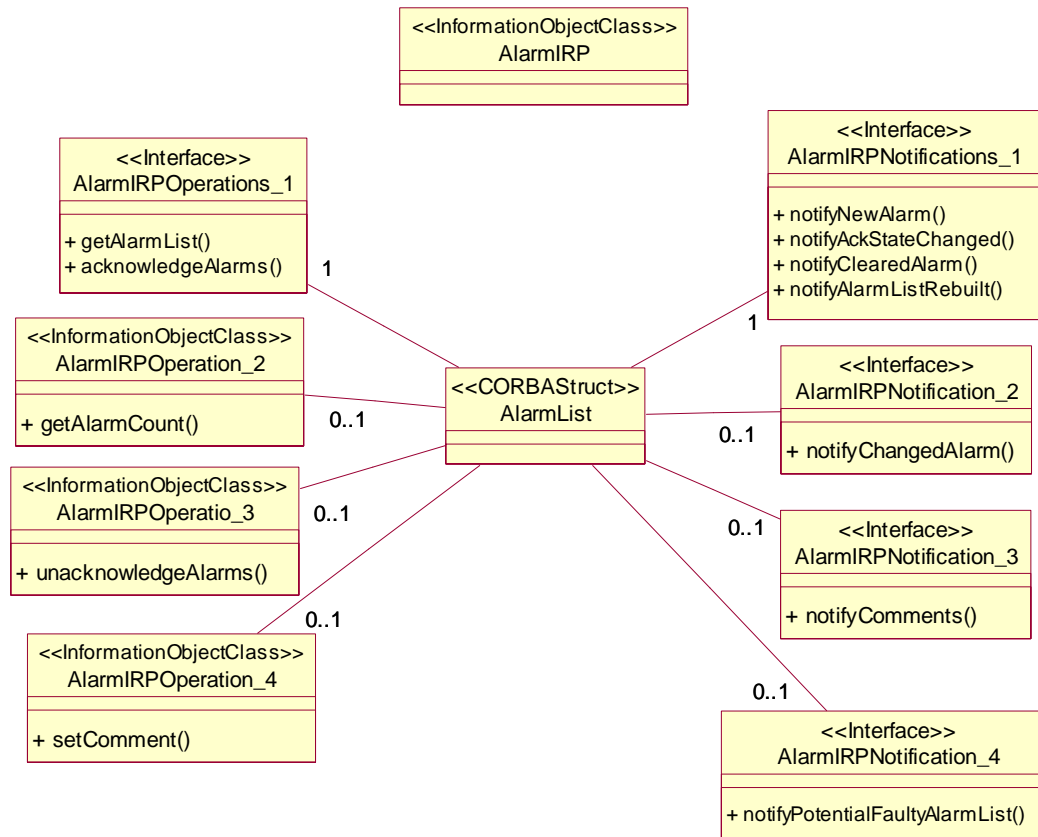 <<InformationObjectClass>>
AlarmIRP
<<Interface>>
AlarmIRPOperations_1
+ getAlarmList()
+ acknowledgeAlarms()
1
<<Interface>>
AlarmIRPNotifications_1
+ notifyNewAlarm()
+ notifyAckStateChanged()
+ notifyClearedAlarm()
+ notifyAlarmListRebuilt()
1
<<InformationObjectClass>>
AlarmIRPOperation_2
+ getAlarmCount()
0..1
<<CORBAStruct>>
AlarmList
<<Interface>>
AlarmIRPNotification_2
+ notifyChangedAlarm()
0..1
<<InformationObjectClass>>
AlarmIRPOperatio_3
+ unacknowledgeAlarms()
0..1
<<Interface>>
AlarmIRPNotification_3
+ notifyComments()
0..1
<<InformationObjectClass>>
AlarmIRPOperation_4
+ setComment()
0..1
<<Interface>>
AlarmIRPNotification_4
+ notifyPotentialFaultyAlarmList()
0..1